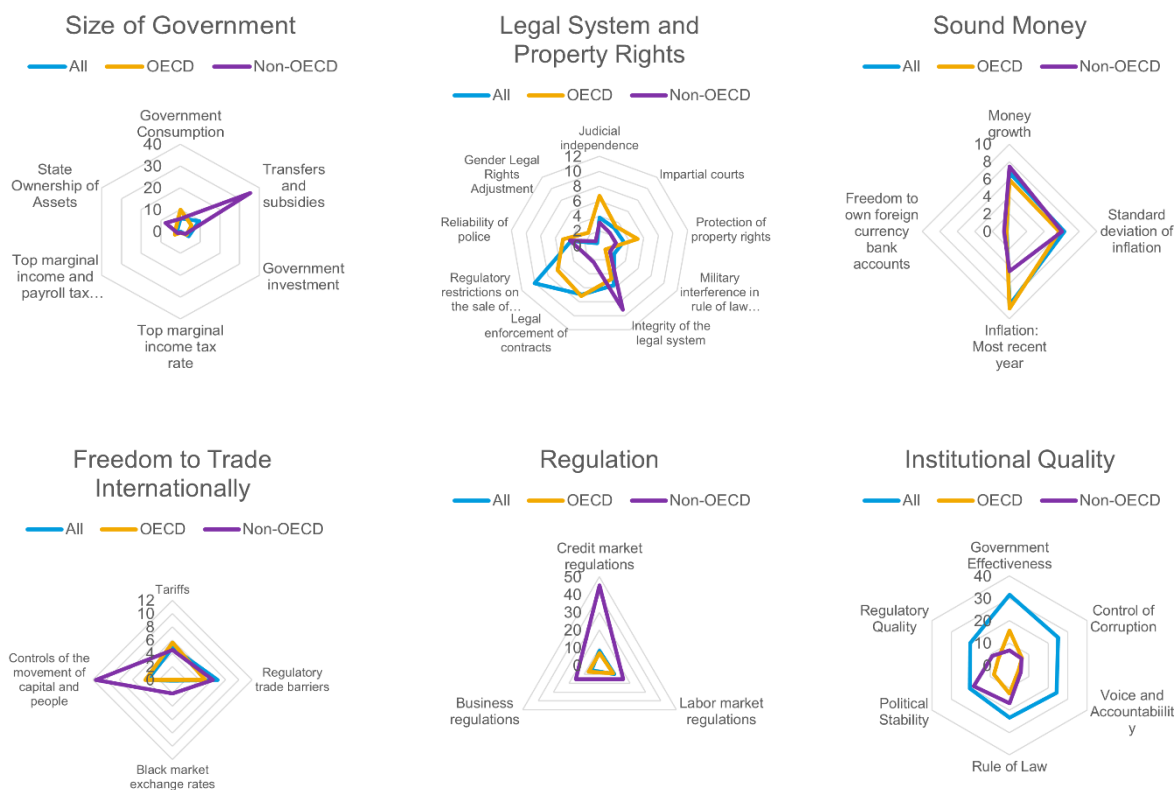 Size of Government
All OECD Non-OECD
Government
Consumption
40
30
20
10
0
Transfers and
subsidies
Government
investment
Top marginal
income tax
rate
Top marginal
income and
payroll tax…
State
Ownership of
Assets
Legal System and
Property Rights
All OECD Non-OECD
Judicial
independence
12
10
8
6
4
2
0
Impartial courts
Protection of
property rights
Military
interference in
rule of law…
Integrity of the
legal system
Legal
enforcement of
contracts
Regulatory
restrictions on
the sale of…
Reliability of
police
Gender Legal
Rights
Adjustment
Sound Money
All OECD Non-OECD
Money
growth
10
8
6
4
2
0
Standard
deviation of
inflation
Inflation:
Most recent
year
Freedom to
own foreign
currency
bank
accounts
Freedom to Trade
Internationally
All OECD Non-OECD
Tariffs
12
10
8
6
4
2
0
Regulatory
trade barriers
Black market
exchange rates
Controls of the
movement of
capital and
people
Regulation
All OECD Non-OECD
Credit market
regulations
50
40
30
20
10
0
Labor market
regulations
Business
regulations
Institutional Quality
All OECD Non-OECD
Government
Effectiveness
40
30
20
10
0
Control of
Corruption
Voice and
Accountabilit
y
Rule of Law
Political
Stability
Regulatory
Quality